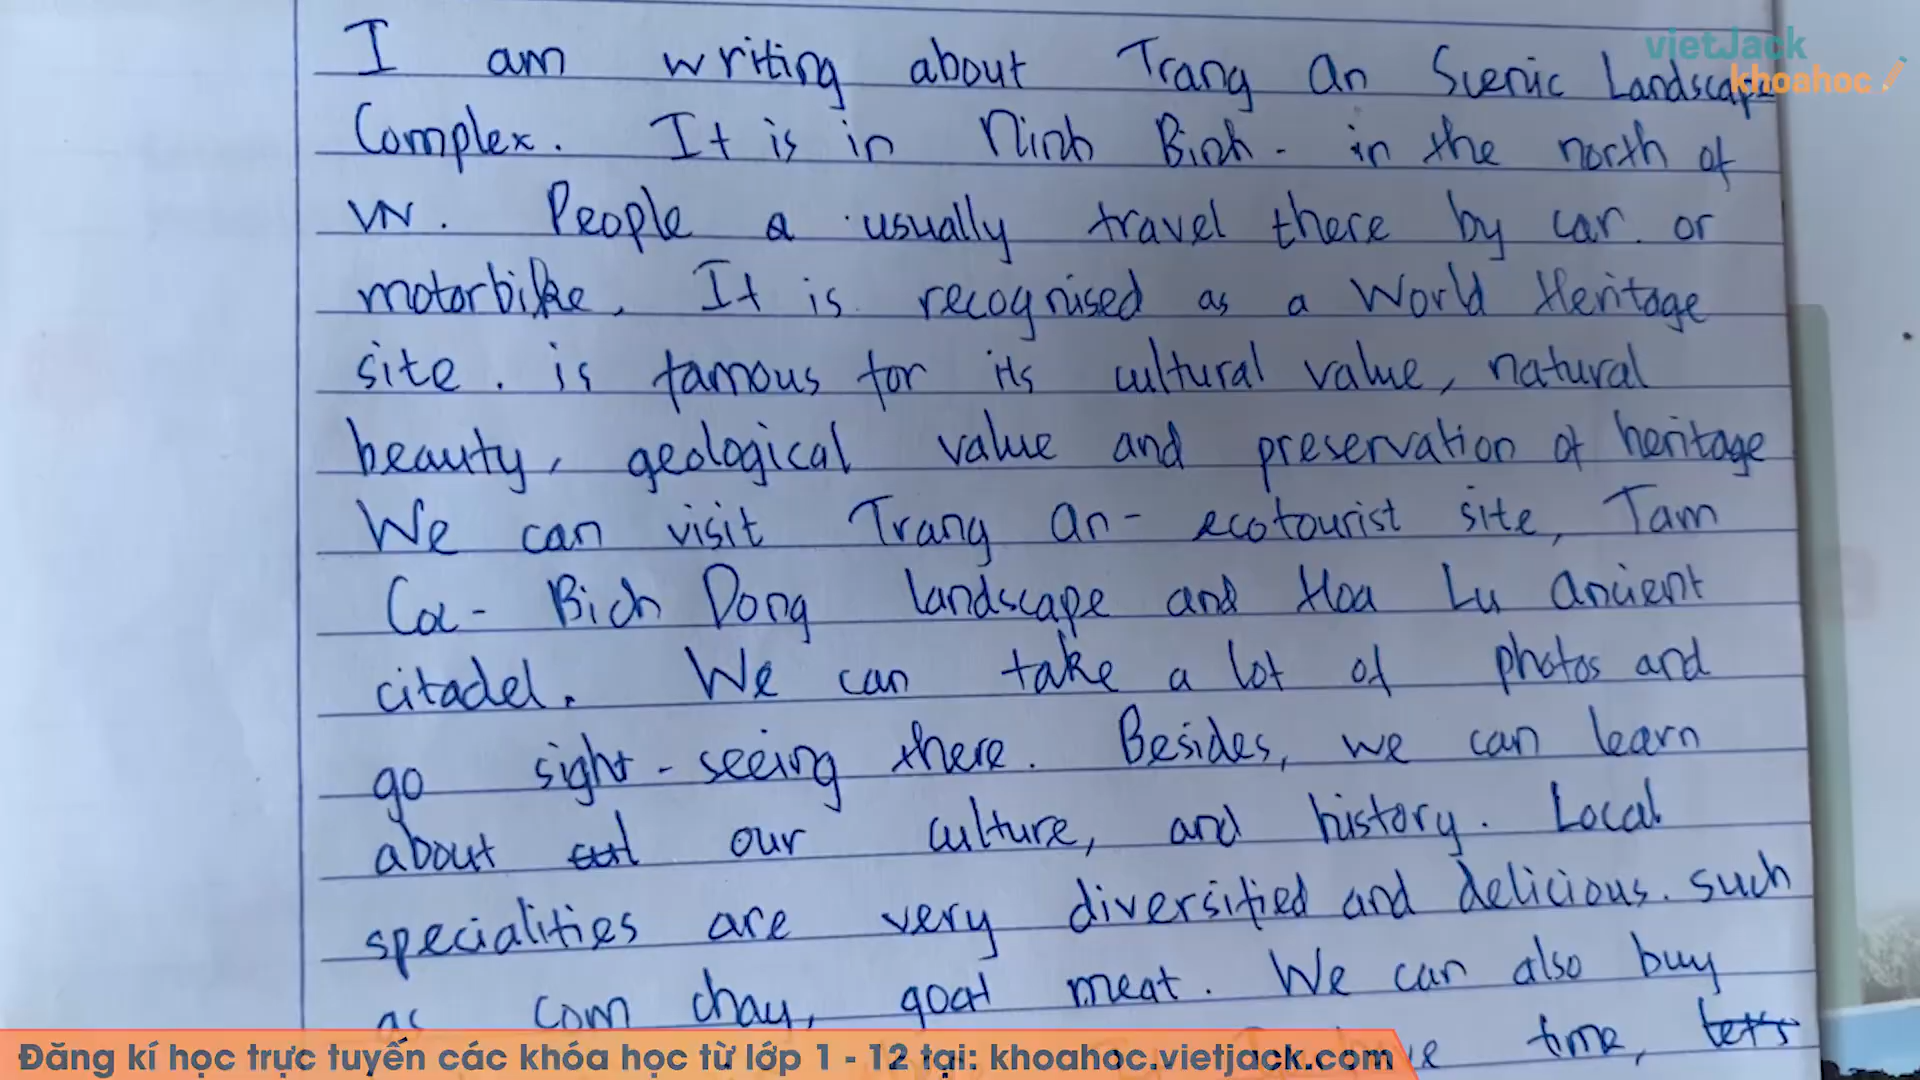 vietJack
khoahoc
I am writing about Trang An Scenic Landscape
Complex. It is in Ninh Binh - in the north of
VN. People a usually travel there by car. or
motorbike. It is recognised as a World Heritage
site. is famous for its cultural value, natural
beauty, geological value and preservation of heritage
We can visit Trang An - ecotourist site, Tam
Coc - Bich Dong landscape and Hoa Lu ancient
citadel. We can take a lot of photos and
go sight-seeing there. Besides, we can learn
about our culture, and history. Local
specialities are very diversified and delicious. such
as com chay, goat meat. We can also buy
time, let's
Đăng kí học trực tuyến các khóa học từ lớp 1 - 12 tại: khoahoc.vietjack.com